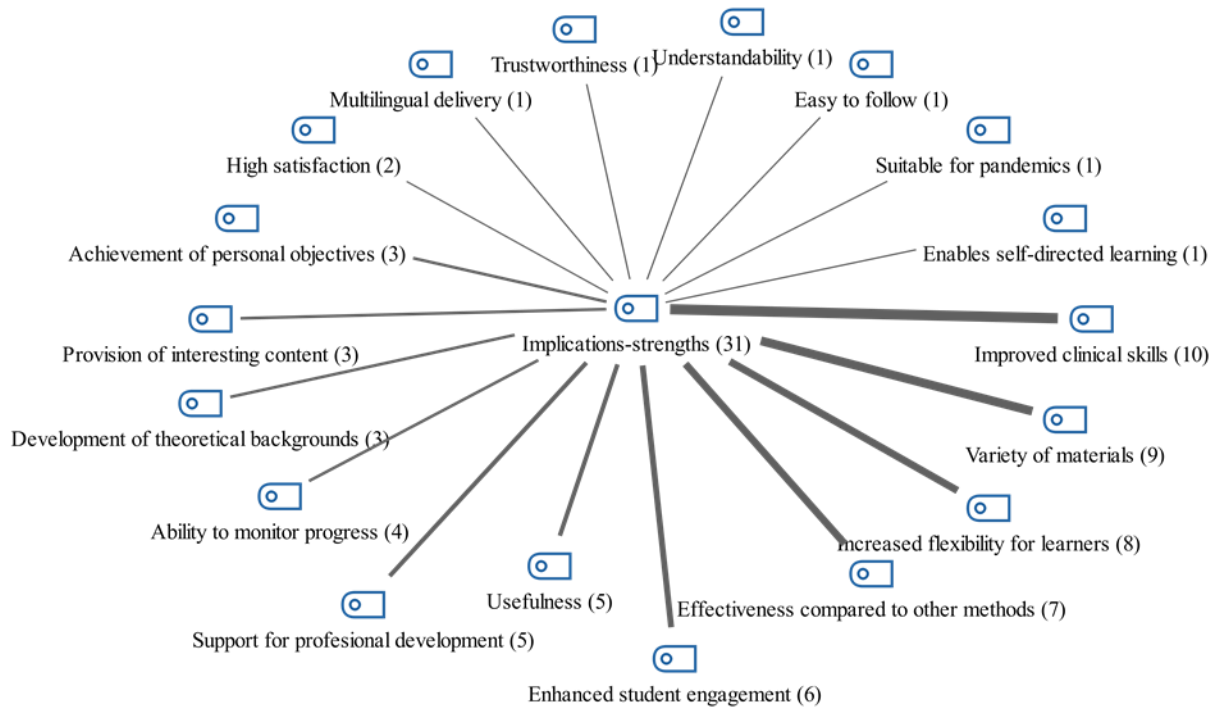 Understandability (1)
Trustworthiness (1)
Multilingual delivery (1)
Easy to follow (1)
High satisfaction (2)
Suitable for pandemics (1)
Achievement of personal objectives (3)
Enables self-directed learning (1)
Implications-strengths (31)
Provision of interesting content (3)
Improved clinical skills (10)
Development of theoretical backgrounds (3)
Variety of materials (9)
Ability to monitor progress (4)
Increased flexibility for learners (8)
Usefulness (5)
Effectiveness compared to other methods (7)
Support for profesional development (5)
Enhanced student engagement (6)